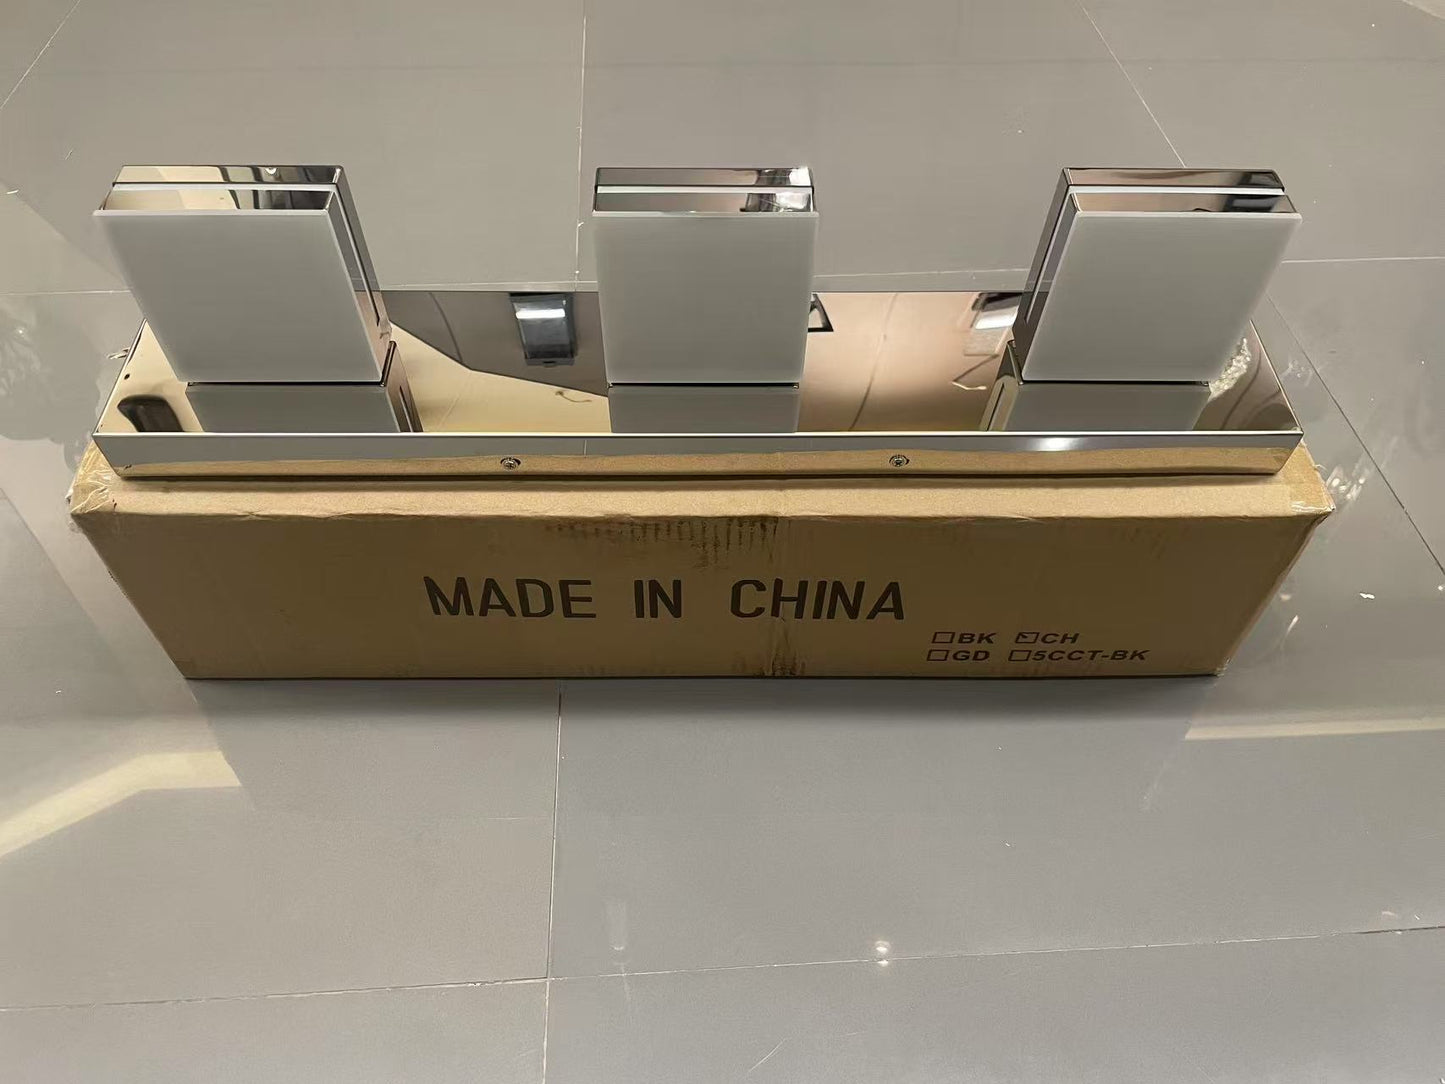 MADE IN CHINA
☐BK ☑CH
☐GD ☐5CCT-BK